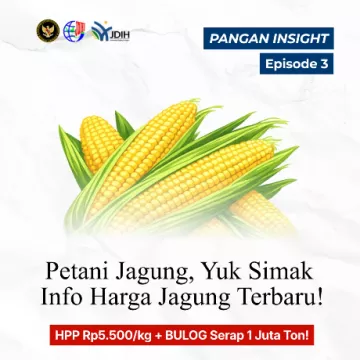 JDIH
PANGAN INSIGHT
Episode 3
Petani Jagung, Yuk Simak
Info Harga Jagung Terbaru!
HPP Rp5.500/kg + BULOG Serap 1 Juta Ton!